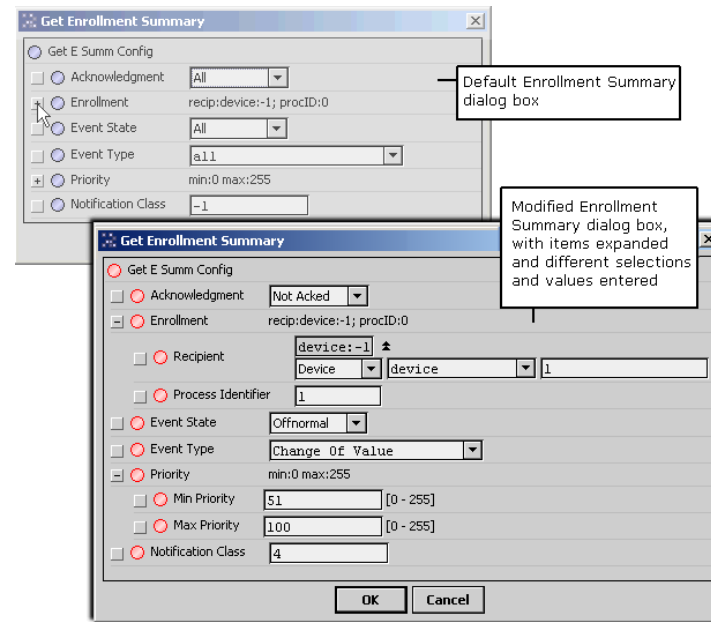 Get Enrollment Summary
Get E Summ Config
Acknowledgment All
Enrollment recip:device:-1; procID:0
Event State All
Event Type all
Priority min:0 max:255
Notification Class -1
Default Enrollment Summary
dialog box
Modified Enrollment
Summary dialog box,
with items expanded
and different selections
and values entered
Get Enrollment Summary
Get E Summ Config
Acknowledgment Not Acked
Enrollment recip:device:-1; procID:0
Recipient device:-1
Device device 1
Process Identifier 1
Event State Offnormal
Event Type Change Of Value
Priority min:0 max:255
Min Priority 51 [0 - 255]
Max Priority 100 [0 - 255]
Notification Class 4
OK Cancel